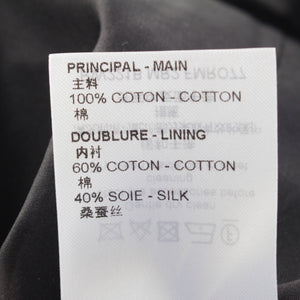 PRINCIPAL - MAIN
主料
100% COTON - COTTON
棉
DOUBLURE - LINING
内衬
60% COTON - COTTON
棉
40% SOIE - SILK
桑蚕丝